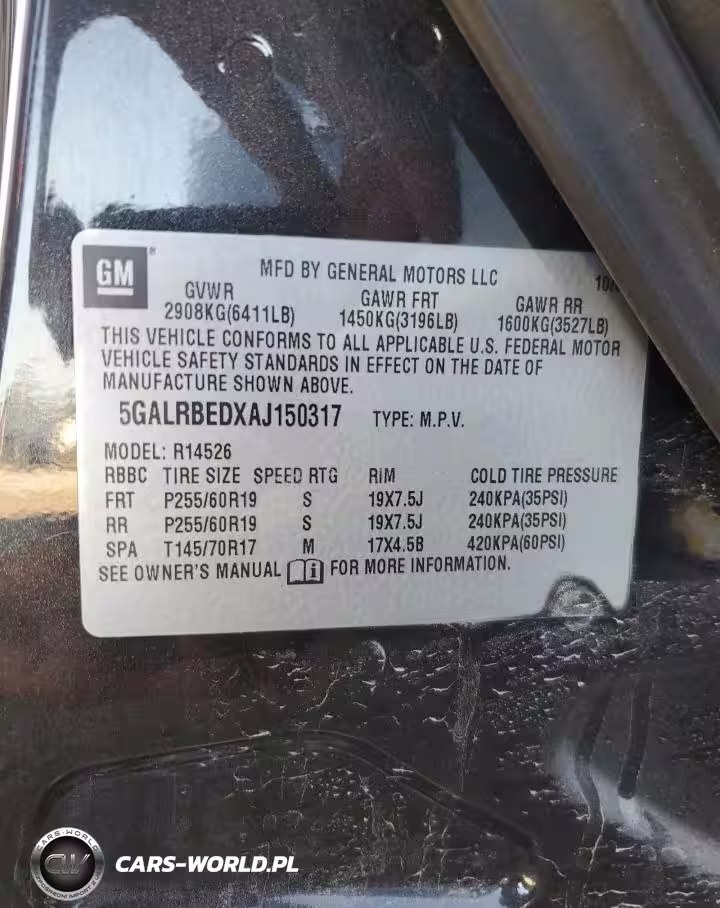 GM
MFD BY GENERAL MOTORS LLC 10/
GVWR GAWR FRT GAWR RR
2908KG(6411LB) 1450KG(3196LB) 1600KG(3527LB)
THIS VEHICLE CONFORMS TO ALL APPLICABLE U.S. FEDERAL MOTOR
VEHICLE SAFETY STANDARDS IN EFFECT ON THE DATE OF
MANUFACTURE SHOWN ABOVE.
5GALRBEDXAJ150317 TYPE: M.P.V.
MODEL: R14526
RBBC TIRE SIZE SPEED RTG RIM COLD TIRE PRESSURE
FRT P255/60R19 S 19X7.5J 240KPA(35PSI)
RR P255/60R19 S 19X7.5J 240KPA(35PSI)
SPA T145/70R17 M 17X4.5B 420KPA(60PSI)
SEE OWNER'S MANUAL i FOR MORE INFORMATION.
CARS-WORLD
CW
CARS-WORLD.PL